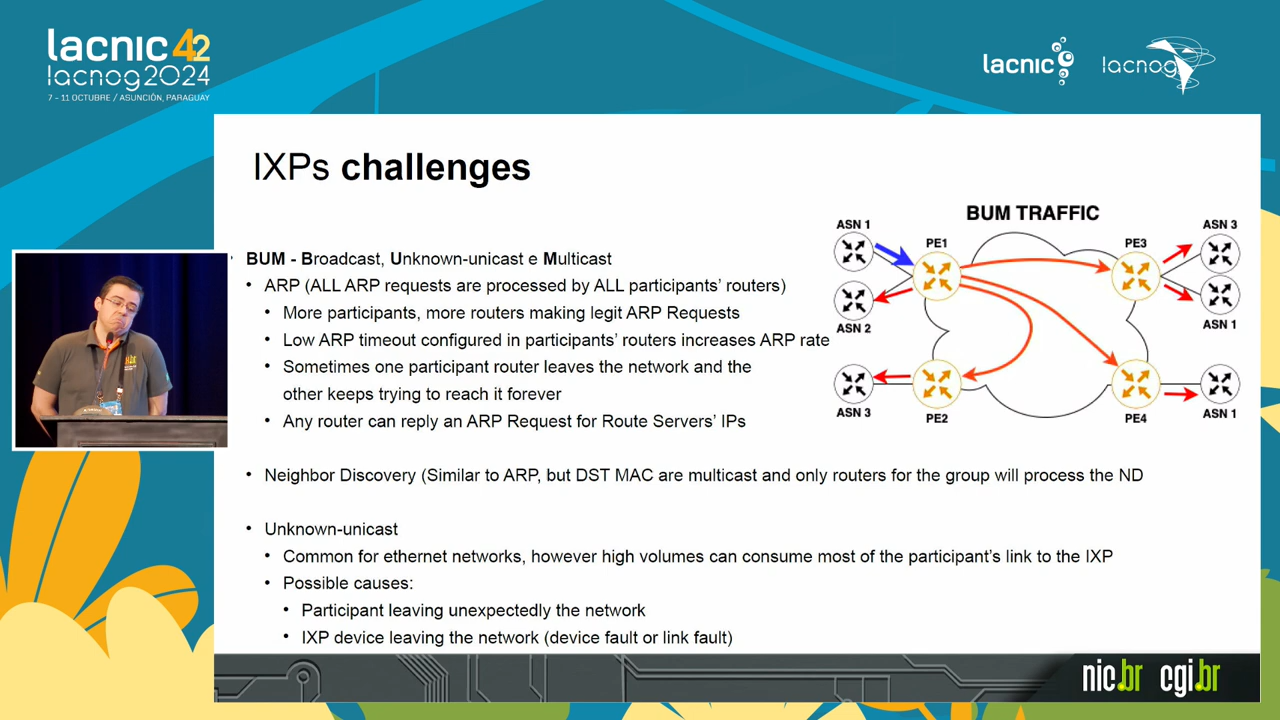 lacnic 42
lacnog2024
7 - 11 OCTUBRE / ASUNCIÓN, PARAGUAY
lacnic
lacnog
IXPs challenges
BUM - Broadcast, Unknown-unicast e Multicast
• ARP (ALL ARP requests are processed by ALL participants' routers)
• More participants, more routers making legit ARP Requests
• Low ARP timeout configured in participants' routers increases ARP rate
• Sometimes one participant router leaves the network and the
other keeps trying to reach it forever
• Any router can reply an ARP Request for Route Servers' IPs
• Neighbor Discovery (Similar to ARP, but DST MAC are multicast and only routers for the group will process the ND
• Unknown-unicast
• Common for ethernet networks, however high volumes can consume most of the participant's link to the IXP
• Possible causes:
• Participant leaving unexpectedly the network
• IXP device leaving the network (device fault or link fault)
BUM TRAFFIC
ASN 1
PE1
PE3
ASN 3
ASN 2
ASN 1
ASN 3
PE2
PE4
ASN 1
nic.br cgi.br